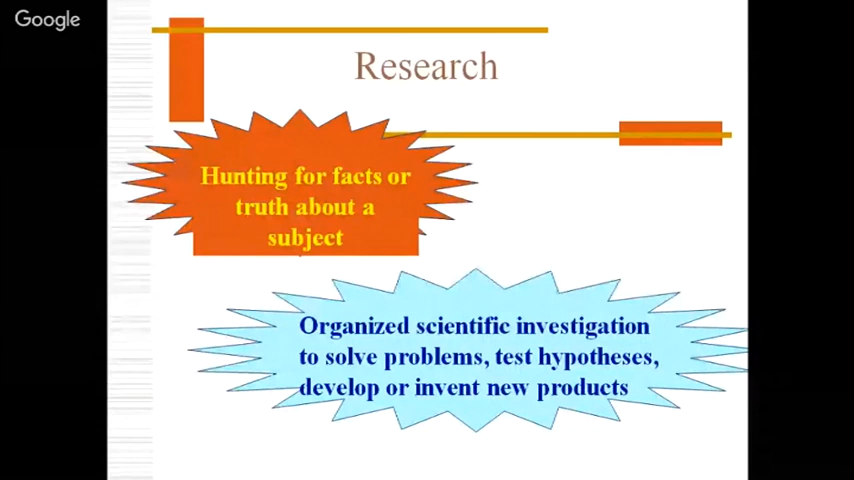 Google
Research
Hunting for facts or
truth about a
subject
Organized scientific investigation
to solve problems, test hypotheses,
develop or invent new products